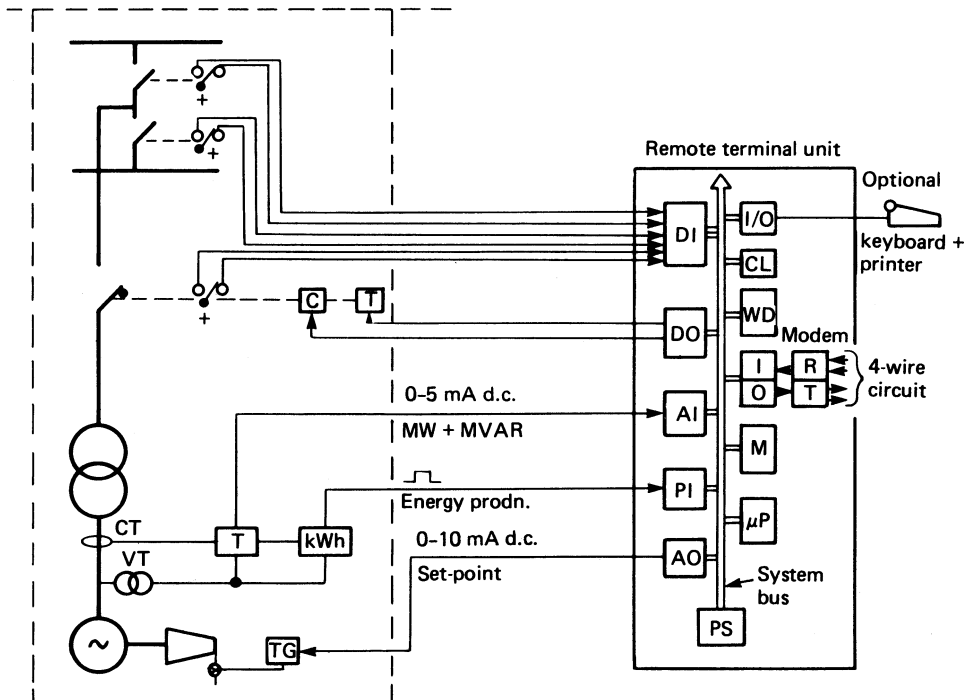 +
+
Remote terminal unit
Optional
keyboard +
printer
DI
I/O
CL
+
C
T
DO
WD
Modem
I
R
O
T
4-wire
circuit
0–5 mA d.c.
MW + MVAR
AI
M
Energy prodn.
PI
μP
CT
T
kWh
VT
0–10 mA d.c.
Set-point
AO
System
bus
PS
~
TG